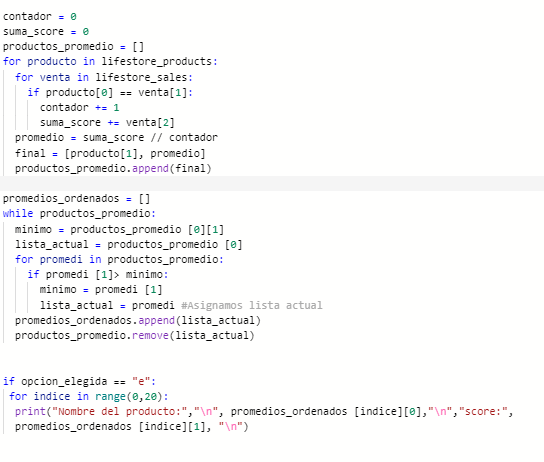 contador = 0
suma_score = 0
productos_promedio = []
for producto in lifestore_products:
  for venta in lifestore_sales:
    if producto[0] == venta[1]:
      contador += 1
      suma_score += venta[2]
  promedio = suma_score // contador
  final = [producto[1], promedio]
  productos_promedio.append(final)
promedios_ordenados = []
while productos_promedio:
  minimo = productos_promedio [0][1]
  lista_actual = productos_promedio [0]
  for promedi in productos_promedio:
    if promedi [1]> minimo:
      minimo = promedi [1]
      lista_actual = promedi #Asignamos lista actual
  promedios_ordenados.append(lista_actual)
  productos_promedio.remove(lista_actual)
if opcion_elegida == "e":
 for indice in range(0,20):
  print("Nombre del producto:","\n", promedios_ordenados [indice][0],"\n","score:",
  promedios_ordenados [indice][1], "\n")